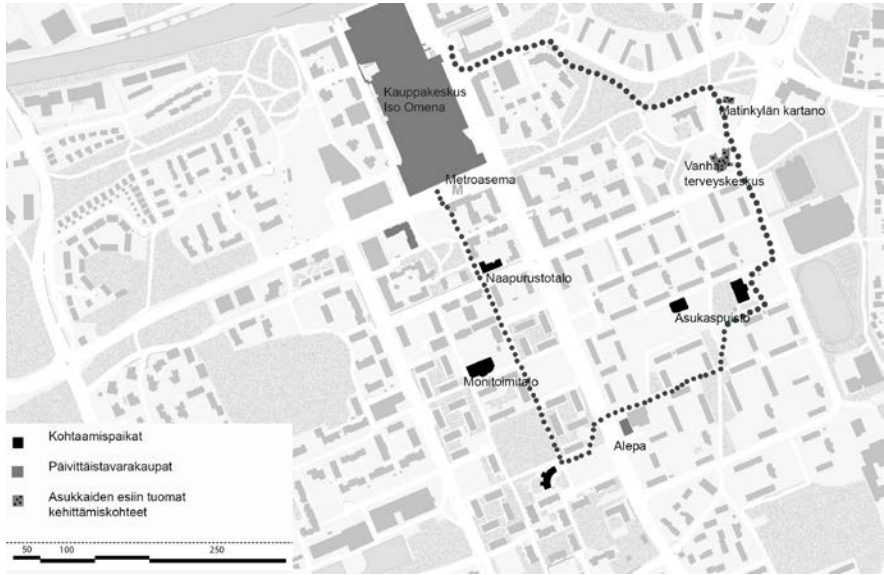 Kauppakeskus
Iso Omena
Matinkylän kartano
Vanha
terveyskeskus
Metroasema
M
Naapurustotalo
Asukaspuisto
Monitoimitalo
Alepa
Kohtaamispaikat
Päivittäistavarakaupat
Asukkaiden esiin tuomat
kehittämiskohteet
50 100 250